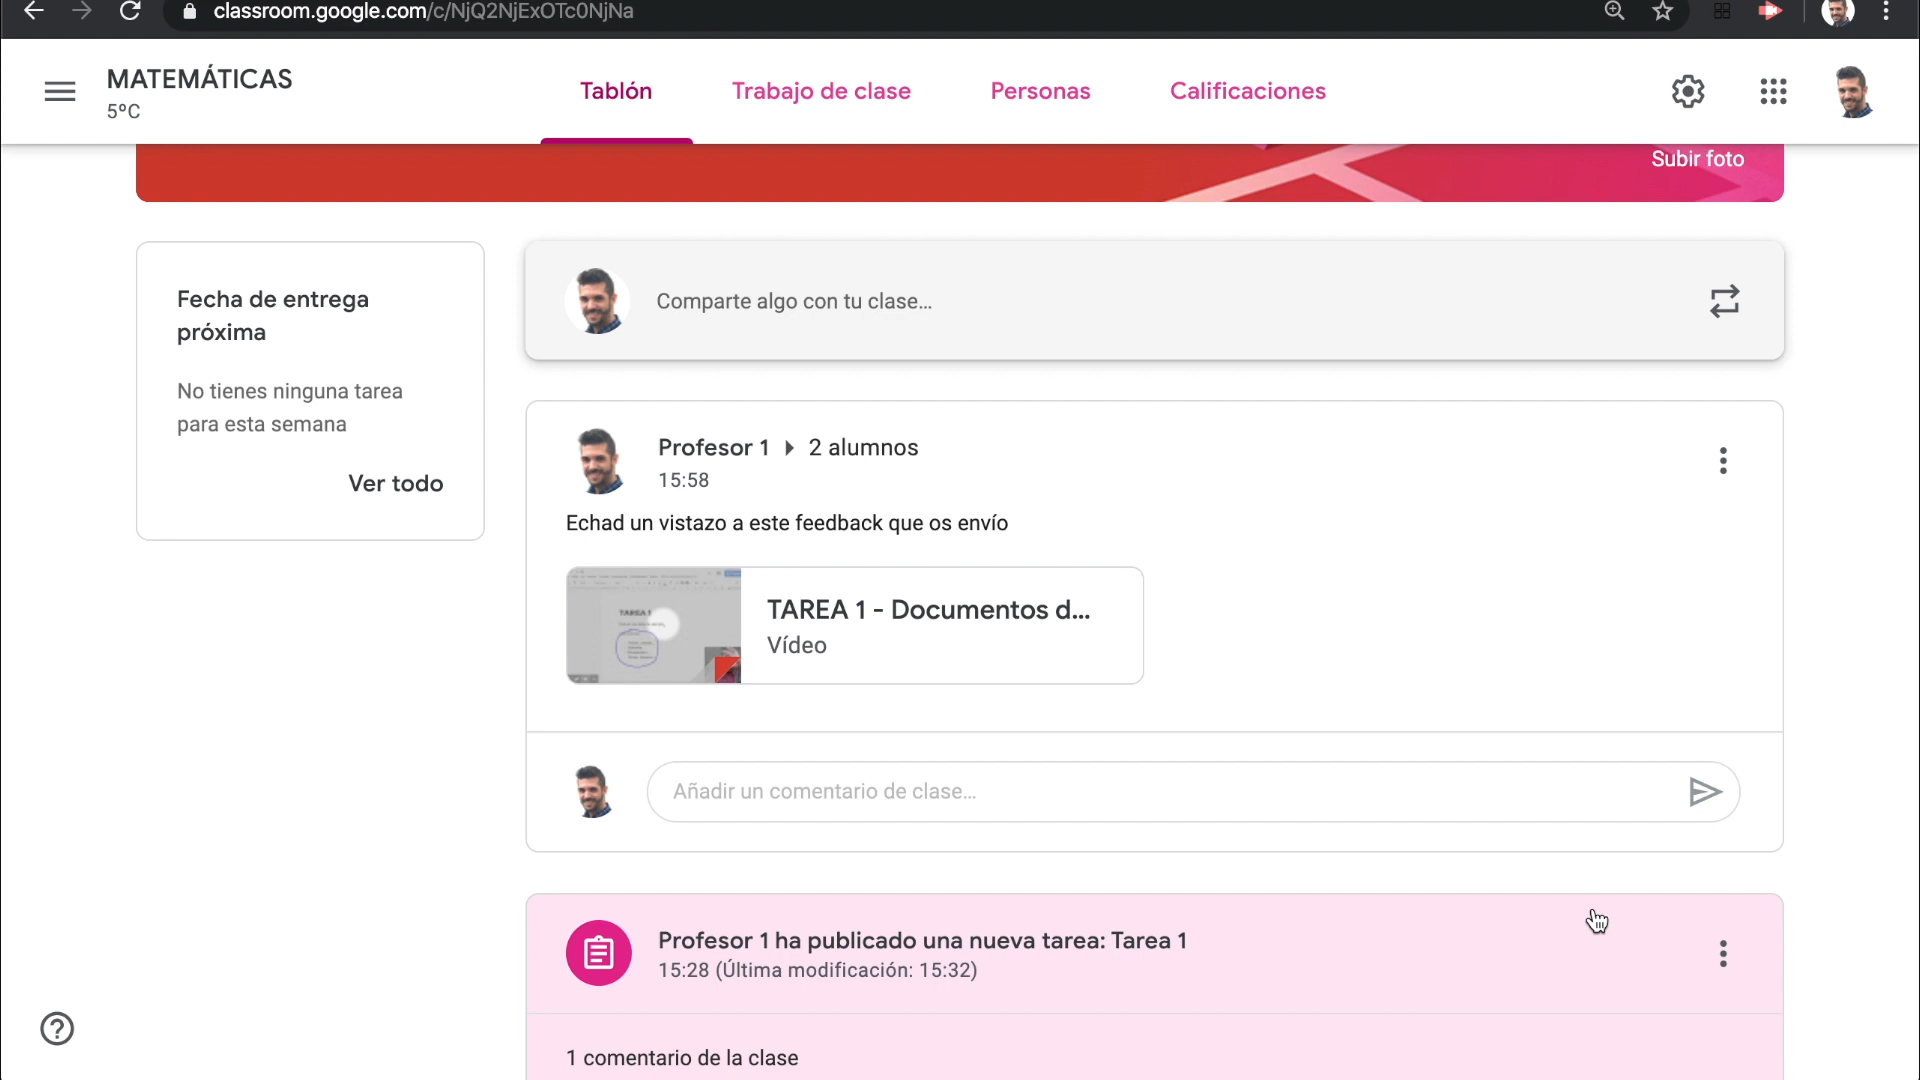 classroom.google.com/c/NjQ2NjExOTc0NjNa
MATEMÁTICAS
5ºC
Tablón
Trabajo de clase
Personas
Calificaciones
Subir foto
Fecha de entrega
próxima
No tienes ninguna tarea
para esta semana
Ver todo
Comparte algo con tu clase...
Profesor 1 ▸ 2 alumnos
15:58
Echad un vistazo a este feedback que os envío
TAREA 1
TAREA 1 - Documentos d...
Vídeo
Añadir un comentario de clase...
Profesor 1 ha publicado una nueva tarea: Tarea 1
15:28 (Última modificación: 15:32)
1 comentario de la clase